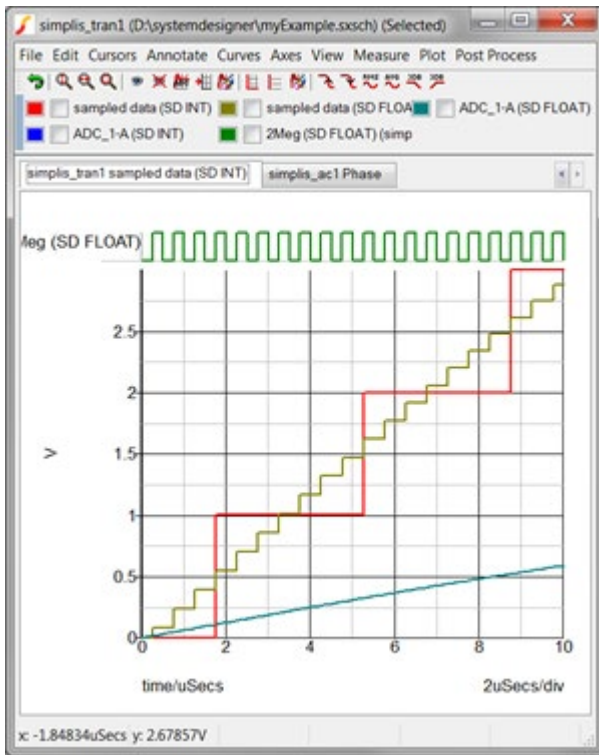 simplis_tran1 (D:\systemdesigner\myExample.sxsch) (Selected)
File Edit Cursors Annotate Curves Axes View Measure Plot Post Process
sampled data (SD INT) sampled data (SD FLOA ADC_1-A (SD FLOAT)
ADC_1-A (SD INT) 2Meg (SD FLOAT) (simp
simplis_tran1 sampled data (SD INT) simplis_ac1 Phase
Meg (SD FLOAT)
2.5
2
1.5
V
1
0.5
0
0 2 4 6 8 10
time/uSecs 2uSecs/div
x: -1.84834uSecs y: 2.67857V